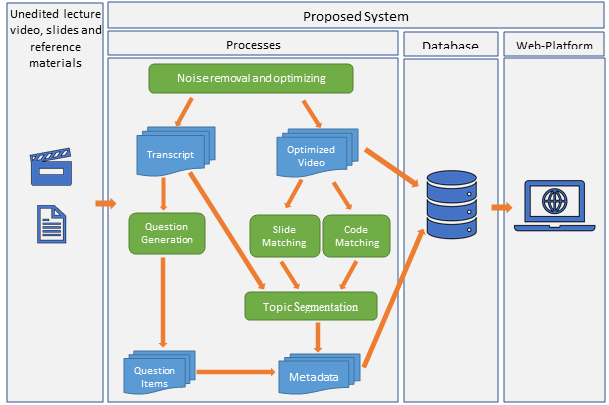 Unedited lecture
video, slides and
reference
materials
Proposed System
Processes
Database
Web-Platform
Noise removal and optimizing
Transcript
Optimized
Video
Question
Generation
Slide
Matching
Code
Matching
Topic Segmentation
Question
Items
Metadata